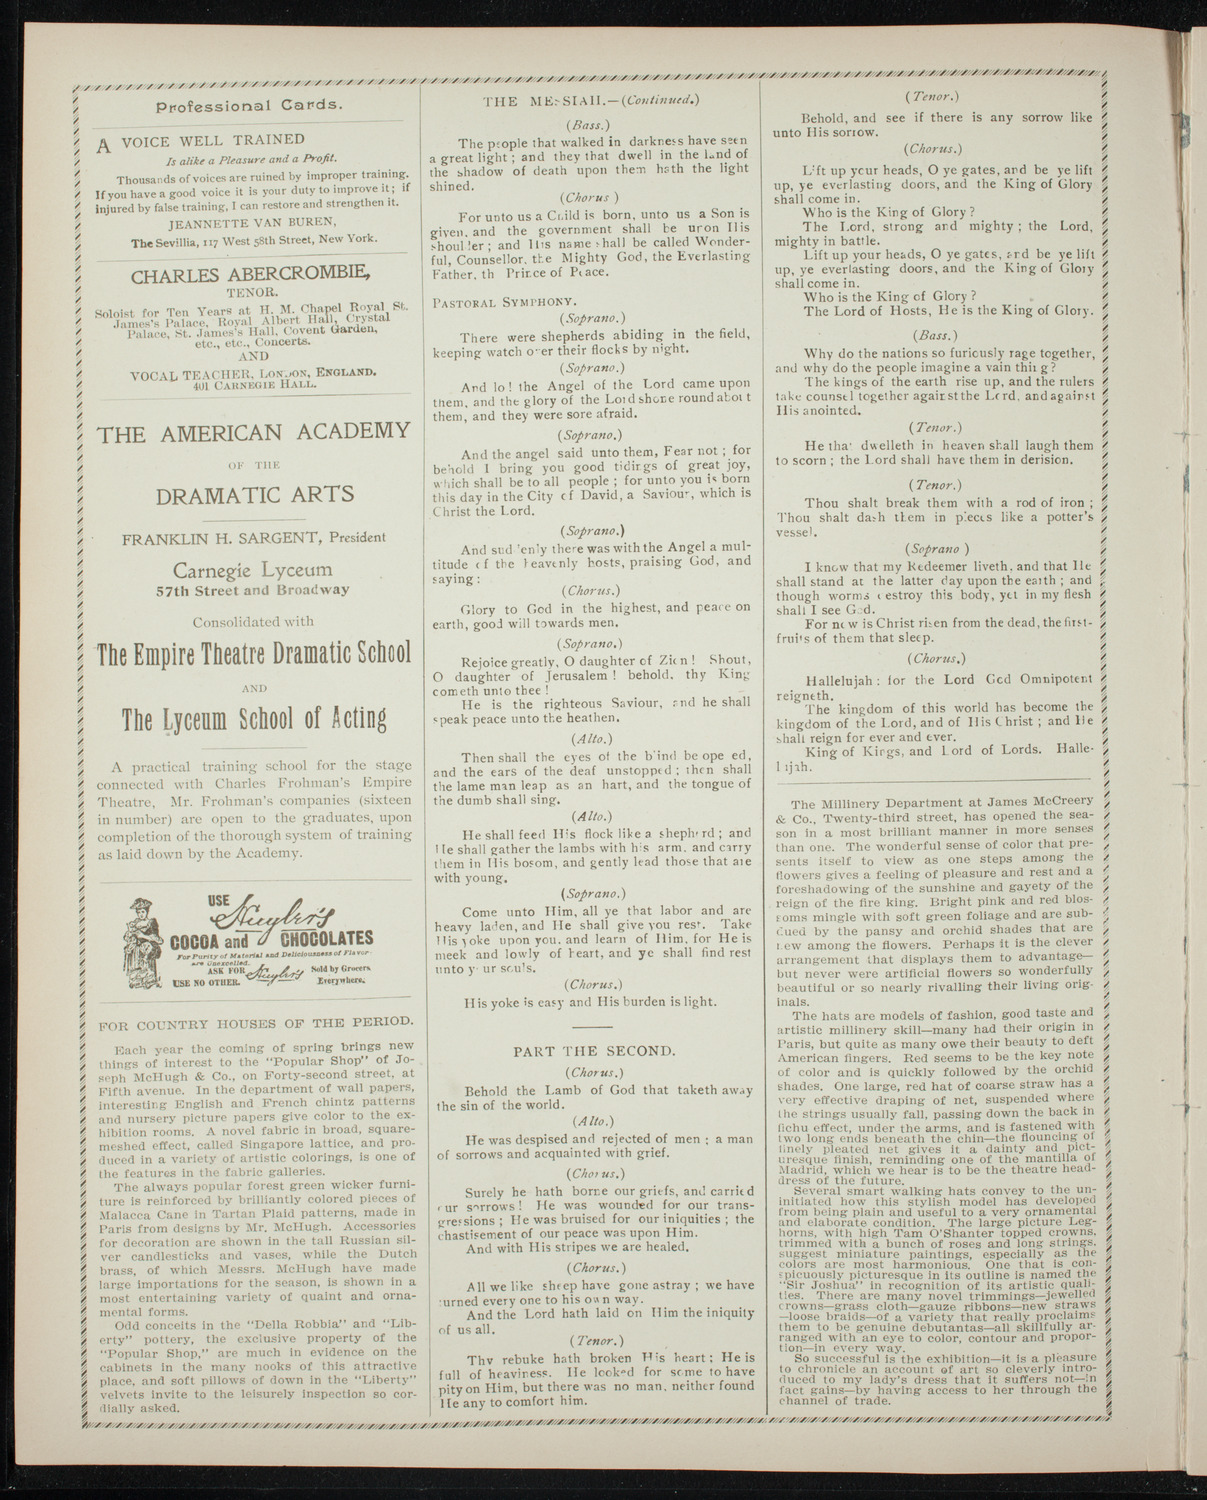 Professional Cards.
A VOICE WELL TRAINED
Is alike a Pleasure and a Profit.
Thousands of voices are ruined by improper training.
If you have a good voice it is your duty to improve it; if
injured by false training, I can restore and strengthen it.
JEANNETTE VAN BUREN,
The Sevillia, 117 West 58th Street, New York.
CHARLES ABERCROMBIE,
TENOR.
Soloist for Ten Years at H. M. Chapel Royal St.
James's Palace, Royal Albert Hall, Crystal
Palace, St. James's Hall, Covent Garden,
etc., etc., Concerts.
AND
VOCAL TEACHER, LONDON, ENGLAND.
401 CARNEGIE HALL.
THE AMERICAN ACADEMY
OF THE
DRAMATIC ARTS
FRANKLIN H. SARGENT, President
Carnegie Lyceum
57th Street and Broadway
Consolidated with
The Empire Theatre Dramatic School
AND
The Lyceum School of Acting
A practical training school for the stage
connected with Charles Frohman's Empire
Theatre, Mr. Frohman's companies (sixteen
in number) are open to the graduates, upon
completion of the thorough system of training
as laid down by the Academy.
USE
Huyler's
COCOA and CHOCOLATES
For Purity of Material and Deliciousness of Flavor
are Unexcelled.
ASK FOR Huyler's Sold by Grocers
USE NO OTHER. Everywhere.
FOR COUNTRY HOUSES OF THE PERIOD.
Each year the coming of spring brings new
things of interest to the "Popular Shop" of Jo-
seph McHugh & Co., on Forty-second street, at
Fifth avenue. In the department of wall papers,
interesting English and French chintz patterns
and nursery picture papers give color to the ex-
hibition rooms. A novel fabric in broad, square-
meshed effect, called Singapore lattice, and pro-
duced in a variety of artistic colorings, is one of
the features in the fabric galleries.
The always popular forest green wicker furni-
ture is reinforced by brilliantly colored pieces of
Malacca Cane in Tartan Plaid patterns, made in
Paris from designs by Mr. McHugh. Accessories
for decoration are shown in the tall Russian sil-
ver candlesticks and vases, while the Dutch
brass, of which Messrs. McHugh have made
large importations for the season, is shown in a
most entertaining variety of quaint and orna-
mental forms.
Odd conceits in the "Della Robbia" and "Lib-
erty" pottery, the exclusive property of the
"Popular Shop," are much in evidence on the
cabinets in the many nooks of this attractive
place, and soft pillows of down in the "Liberty"
velvets invite to the leisurely inspection so cor-
dially asked.
THE MESSIAH.—(Continued.)
(Bass.)
The people that walked in darkness have seen
a great light; and they that dwell in the land of
the shadow of death upon them hath the light
shined.
(Chorus)
For unto us a Child is born, unto us a Son is
given, and the government shall be upon His
shoulder; and His name shall be called Wonder-
ful, Counsellor, the Mighty God, the Everlasting
Father, th Prince of Peace.
PASTORAL SYMPHONY.
(Soprano.)
There were shepherds abiding in the field,
keeping watch over their flocks by night.
(Soprano.)
And lo! the Angel of the Lord came upon
them, and the glory of the Lord shone round about
them, and they were sore afraid.
(Soprano.)
And the angel said unto them, Fear not; for
behold I bring you good tidings of great joy,
which shall be to all people; for unto you is born
this day in the City of David, a Saviour, which is
Christ the Lord.
(Soprano.)
And suddenly there was with the Angel a mul-
titude of the heavenly hosts, praising God, and
saying:
(Chorus.)
Glory to God in the highest, and peace on
earth, good will towards men.
(Soprano.)
Rejoice greatly, O daughter of Zion! Shout,
O daughter of Jerusalem! behold, thy King
cometh unto thee!
He is the righteous Saviour, and he shall
speak peace unto the heathen.
(Alto.)
Then shall the eyes of the blind be ope ed,
and the ears of the deaf unstopped; then shall
the lame man leap as an hart, and the tongue of
the dumb shall sing.
(Alto.)
He shall feed His flock like a shepherd; and
He shall gather the lambs with his arm, and carry
them in His bosom, and gently lead those that are
with young.
(Soprano.)
Come unto Him, all ye that labor and are
heavy laden, and He shall give you rest. Take
His yoke upon you, and learn of Him, for He is
meek and lowly of heart, and ye shall find rest
unto your souls.
(Chorus.)
His yoke is easy and His burden is light.
PART THE SECOND.
(Chorus.)
Behold the Lamb of God that taketh away
the sin of the world.
(Alto.)
He was despised and rejected of men; a man
of sorrows and acquainted with grief.
(Chorus.)
Surely he hath borne our griefs, and carried
our sorrows! He was wounded for our trans-
gressions; He was bruised for our iniquities; the
chastisement of our peace was upon Him.
And with His stripes we are healed.
(Chorus.)
All we like sheep have gone astray; we have
turned every one to his own way.
And the Lord hath laid on Him the iniquity
of us all.
(Tenor.)
Thy rebuke hath broken His heart; He is
full of heaviness. He looked for some to have
pity on Him, but there was no man, neither found
He any to comfort him.
(Tenor.)
Behold, and see if there is any sorrow like
unto His sorrow.
(Chorus.)
Lift up your heads, O ye gates, and be ye lift
up, ye everlasting doors, and the King of Glory
shall come in.
Who is the King of Glory?
The Lord, strong and mighty; the Lord,
mighty in battle.
Lift up your heads, O ye gates, and be ye lift
up, ye everlasting doors, and the King of Glory
shall come in.
Who is the King of Glory?
The Lord of Hosts, He is the King of Glory.
(Bass.)
Why do the nations so furiously rage together,
and why do the people imagine a vain thing?
The kings of the earth rise up, and the rulers
take counsel together against the Lord, and against
His anointed.
(Tenor.)
He that dwelleth in heaven shall laugh them
to scorn; the Lord shall have them in derision.
(Tenor.)
Thou shalt break them with a rod of iron;
Thou shalt dash them in pieces like a potter's
vessel.
(Soprano)
I know that my Redeemer liveth, and that He
shall stand at the latter day upon the earth; and
though worms destroy this body, yet in my flesh
shall I see God.
For now is Christ risen from the dead, the first-
fruits of them that sleep.
(Chorus.)
Hallelujah: for the Lord God Omnipotent
reigneth.
The kingdom of this world has become the
kingdom of the Lord, and of His Christ; and He
shall reign for ever and ever.
King of Kings, and Lord of Lords. Halle-
lujah.
The Millinery Department at James McCreery
& Co., Twenty-third street, has opened the sea-
son in a most brilliant manner in more senses
than one. The wonderful sense of color that pre-
sents itself to view as one steps among the
flowers gives a feeling of pleasure and rest and a
foreshadowing of the sunshine and gayety of the
reign of the fire king. Bright pink and red blos-
soms mingle with soft green foliage and are sub-
dued by the pansy and orchid shades that are
new among the flowers. Perhaps it is the clever
arrangement that displays them to advantage—
but never were artificial flowers so wonderfully
beautiful or so nearly rivalling their living orig-
inals.
The hats are models of fashion, good taste and
artistic millinery skill—many had their origin in
Paris, but quite as many owe their beauty to deft
American fingers. Red seems to be the key note
of color and is quickly followed by the orchid
shades. One large, red hat of coarse straw has a
very effective draping of net, suspended where
the strings usually fall, passing down the back in
fichu effect, under the arms, and is fastened with
two long ends beneath the chin—the flouncing of
finely pleated net gives it a dainty and pict-
uresque finish, reminding one of the mantilla of
Madrid, which we hear is to be the theatre head-
dress of the future.
Several smart walking hats convey to the un-
initiated how this stylish model has developed
from being plain and useful to a very ornamental
and elaborate condition. The large picture Leg-
horns, with high Tam O'Shanter topped crowns,
trimmed with a bunch of roses and long strings,
suggest miniature paintings, especially as the
colors are most harmonious. One that is con-
spicuously picturesque in its outline is named the
"Sir Joshua" in recognition of its artistic quali-
ties. There are many novel trimmings—jewelled
crowns—grass cloth—gauze ribbons—new straws
—loose braids—of a variety that really proclaims
them to be genuine debutantas—all skillfully ar-
ranged with an eye to color, contour and propor-
tion—in every way.
So successful is the exhibition—it is a pleasure
to chronicle an account of art so cleverly intro-
duced to my lady's dress that it suffers not—in
fact gains—by having access to her through the
channel of trade.